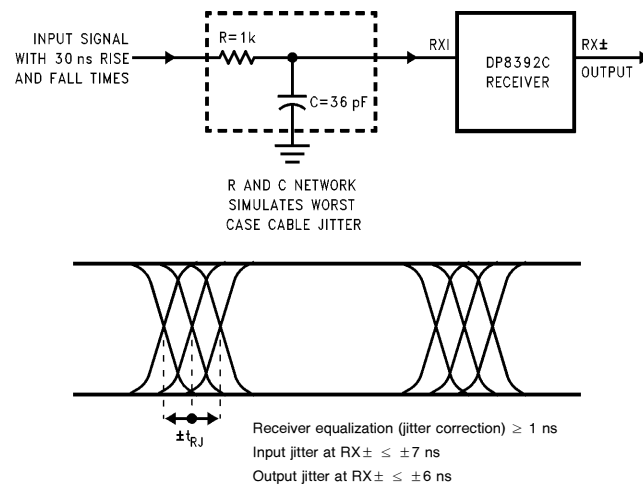 INPUT SIGNAL
WITH 30 ns RISE
AND FALL TIMES
R=1k
C=36 pF
RXI
DP8392C
RECEIVER
RX±
OUTPUT
R AND C NETWORK
SIMULATES WORST
CASE CABLE JITTER
±tRJ
Receiver equalization (jitter correction) ≥ 1 ns
Input jitter at RX± ≤ ±7 ns
Output jitter at RX± ≤ ±6 ns